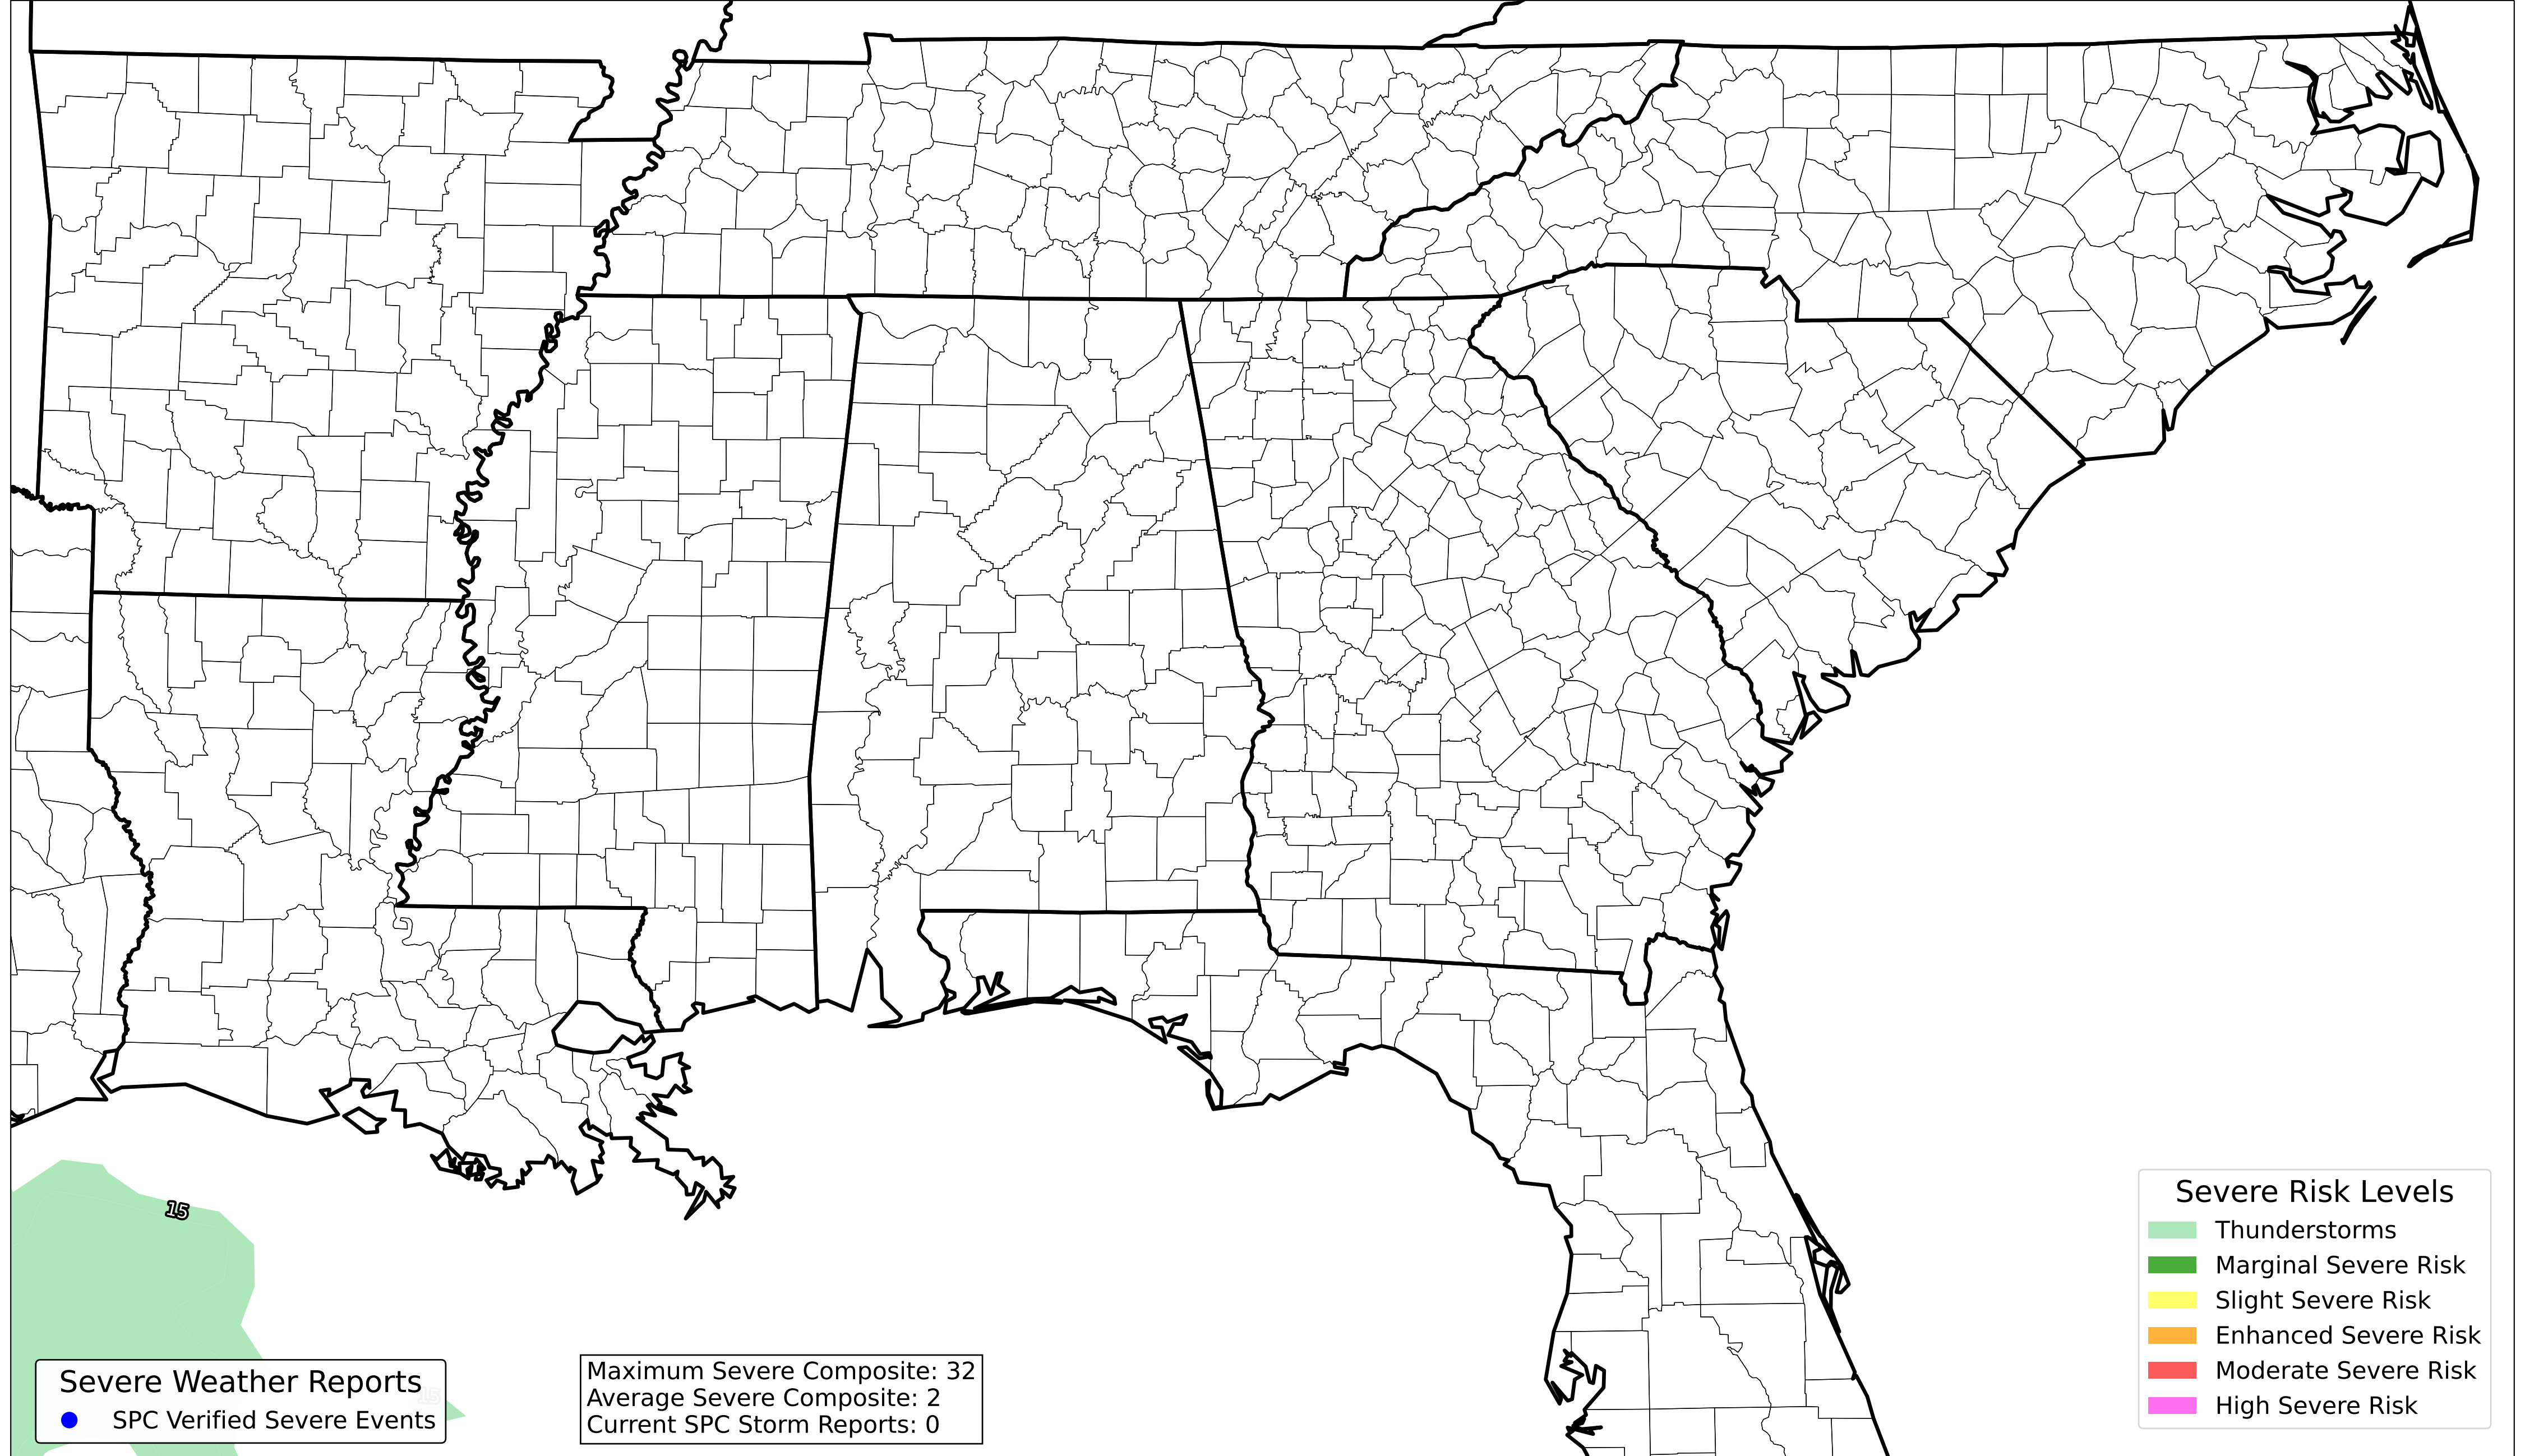 15
Severe Weather Reports
SPC Verified Severe Events
Maximum Severe Composite: 32
Average Severe Composite: 2
Current SPC Storm Reports: 0
Severe Risk Levels
Thunderstorms
Marginal Severe Risk
Slight Severe Risk
Enhanced Severe Risk
Moderate Severe Risk
High Severe Risk